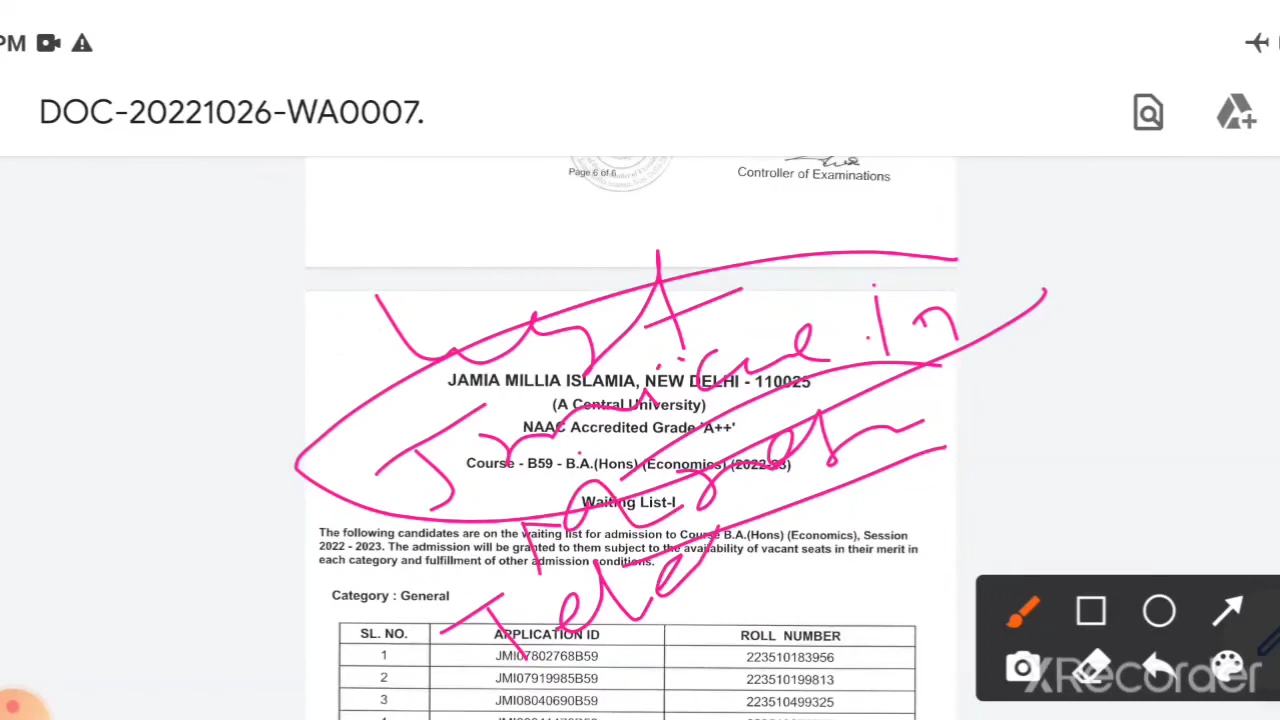 PM
DOC-20221026-WA0007.
Page 6 of 6
Controller of Examinations
JAMIA MILLIA ISLAMIA, NEW DELHI - 110025
(A Central University)
NAAC Accredited Grade 'A++'
Course - B59 - B.A.(Hons) (Economics) (2022-23)
Waiting List-I
The following candidates are on the waiting list for admission to Course B.A.(Hons) (Economics), Session
2022 - 2023. The admission will be granted to them subject to the availability of vacant seats in their merit in
each category and fulfillment of other admission conditions.
Category : General
SL. NO. APPLICATION ID ROLL NUMBER
1 JMI07802768B59 223510183956
2 JMI07919985B59 223510199813
3 JMI08040690B59 223510499325
XRecorder